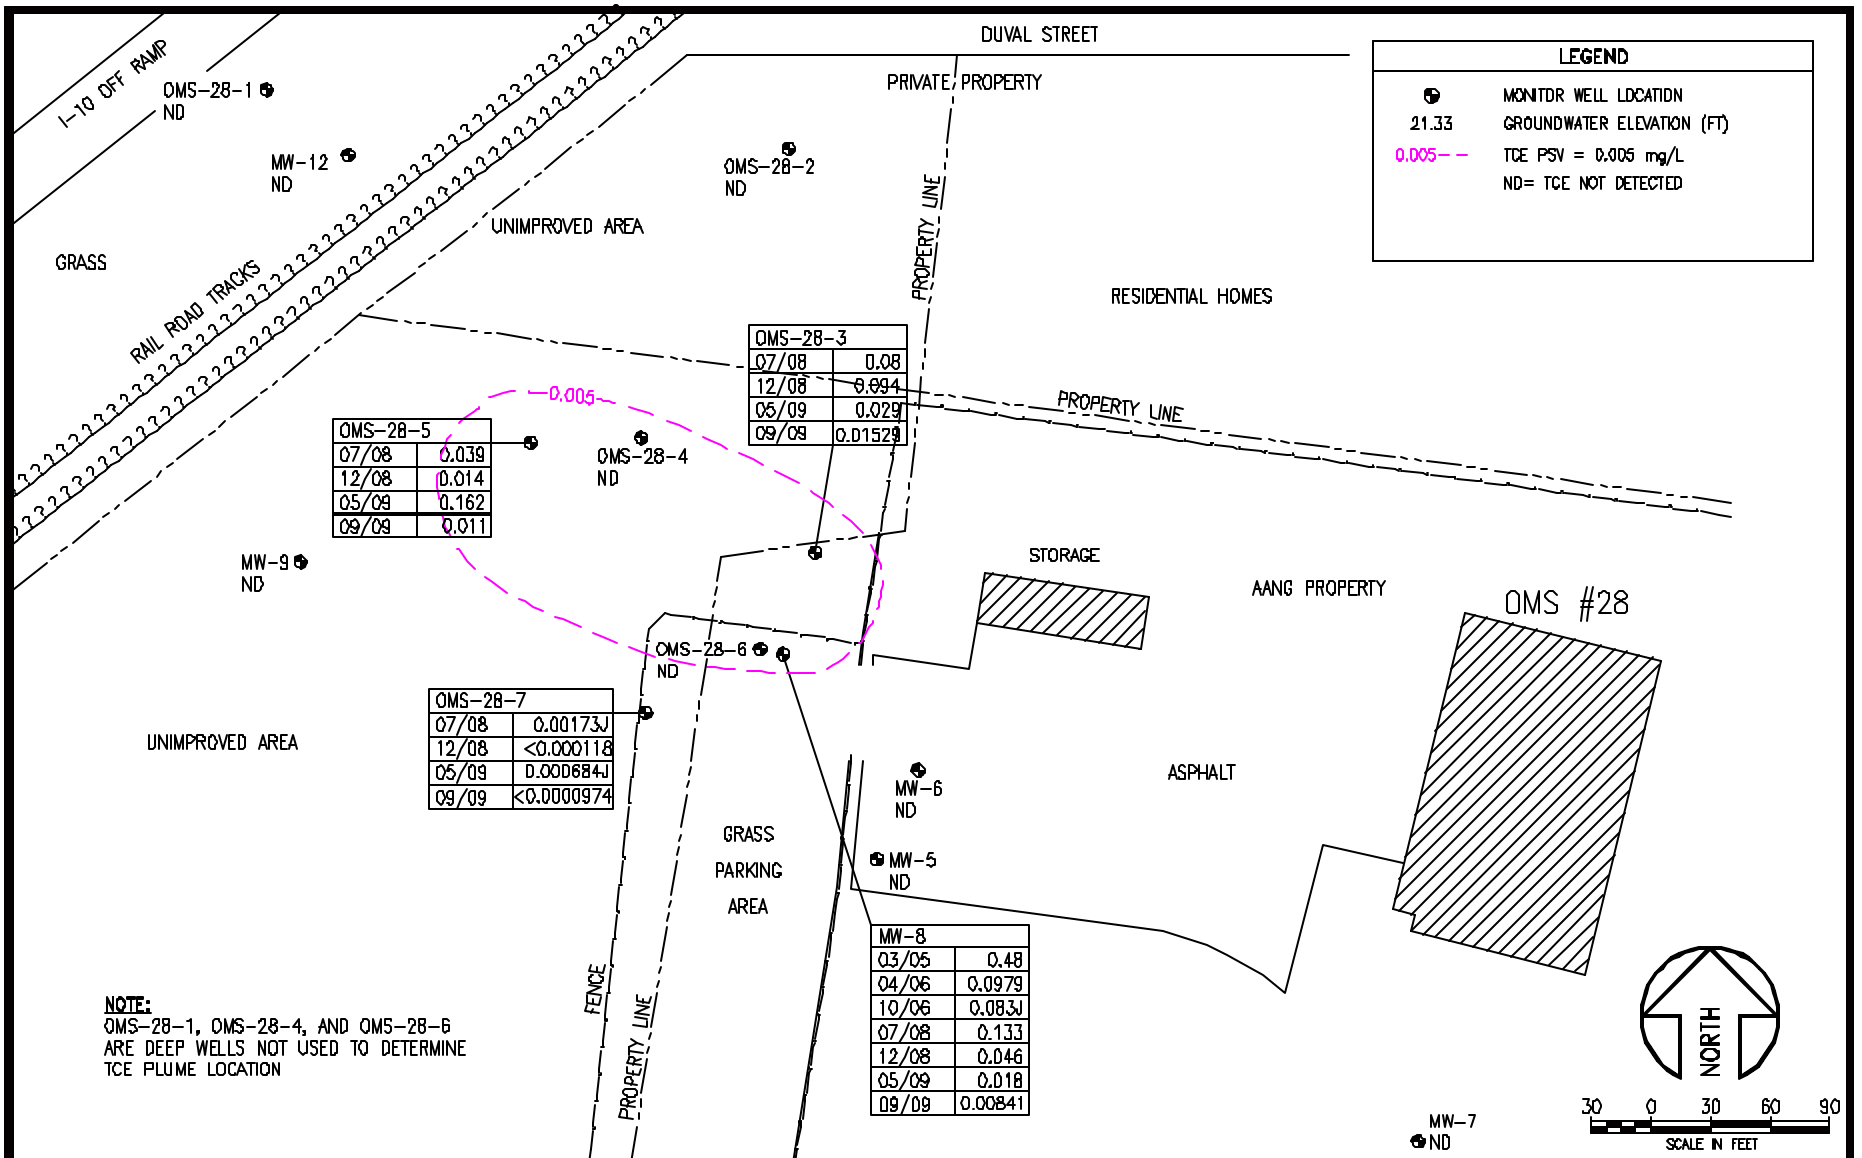 DUVAL STREET
PRIVATE PROPERTY
I-10 OFF RAMP
OMS-28-1
ND
MW-12
ND
GRASS
RAIL ROAD TRACKS
UNIMPROVED AREA
OMS-28-2
ND
PROPERTY LINE
RESIDENTIAL HOMES
LEGEND
MONITOR WELL LOCATION
21.33 GROUNDWATER ELEVATION (FT)
0.005-- TCE PSV = 0.005 mg/L
ND= TCE NOT DETECTED
OMS-28-3
07/08 0.08
12/08 0.094
05/09 0.029
09/09 0.01529
PROPERTY LINE
0.005
OMS-28-5
07/08 0.039
12/08 0.014
05/09 0.162
09/09 0.011
OMS-28-4
ND
MW-9
ND
STORAGE
AANG PROPERTY
OMS #28
OMS-28-6
ND
OMS-28-7
07/08 0.00173J
12/08 <0.000118
05/09 0.000684J
09/09 <0.0000974
UNIMPROVED AREA
ASPHALT
MW-6
ND
MW-5
ND
GRASS
PARKING
AREA
MW-8
03/05 0.48
04/06 0.0979
10/06 0.083J
07/08 0.133
12/08 0.046
05/09 0.018
09/09 0.00841
FENCE
PROPERTY LINE
NOTE:
OMS-28-1, OMS-28-4, AND OMS-28-6
ARE DEEP WELLS NOT USED TO DETERMINE
TCE PLUME LOCATION
NORTH
30 0 30 60 90
SCALE IN FEET
MW-7
ND